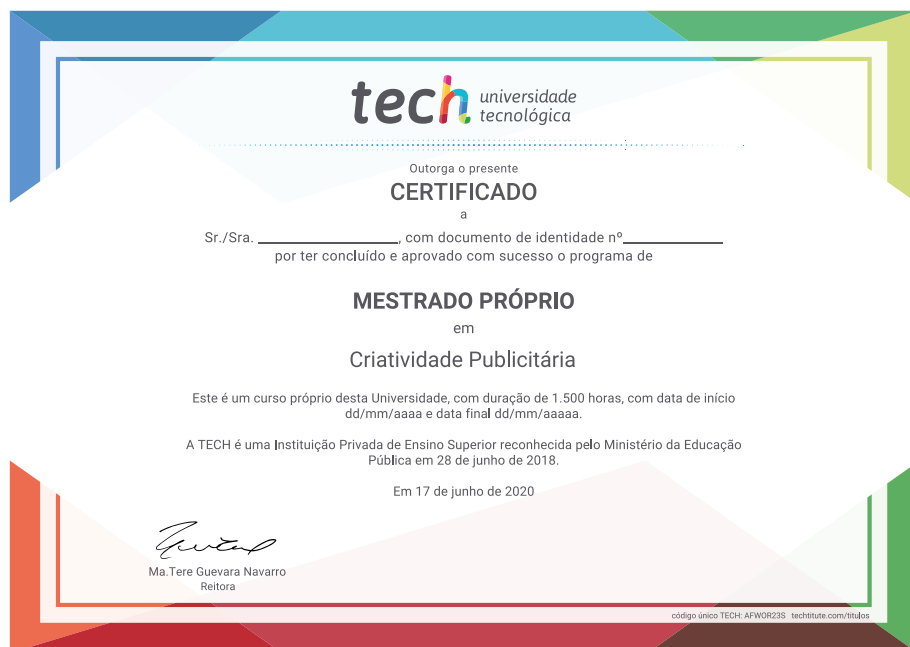 tech universidade
tecnológica
Outorga o presente
CERTIFICADO
a
Sr./Sra. ____________________, com documento de identidade nº______________
por ter concluído e aprovado com sucesso o programa de
MESTRADO PRÓPRIO
em
Criatividade Publicitária
Este é um curso próprio desta Universidade, com duração de 1.500 horas, com data de início
dd/mm/aaaa e data final dd/mm/aaaaa.
A TECH é uma Instituição Privada de Ensino Superior reconhecida pelo Ministério da Educação
Pública em 28 de junho de 2018.
Em 17 de junho de 2020
Ma.Tere Guevara Navarro
Reitora
código único TECH: AFWOR23S techtitute.com/titulos